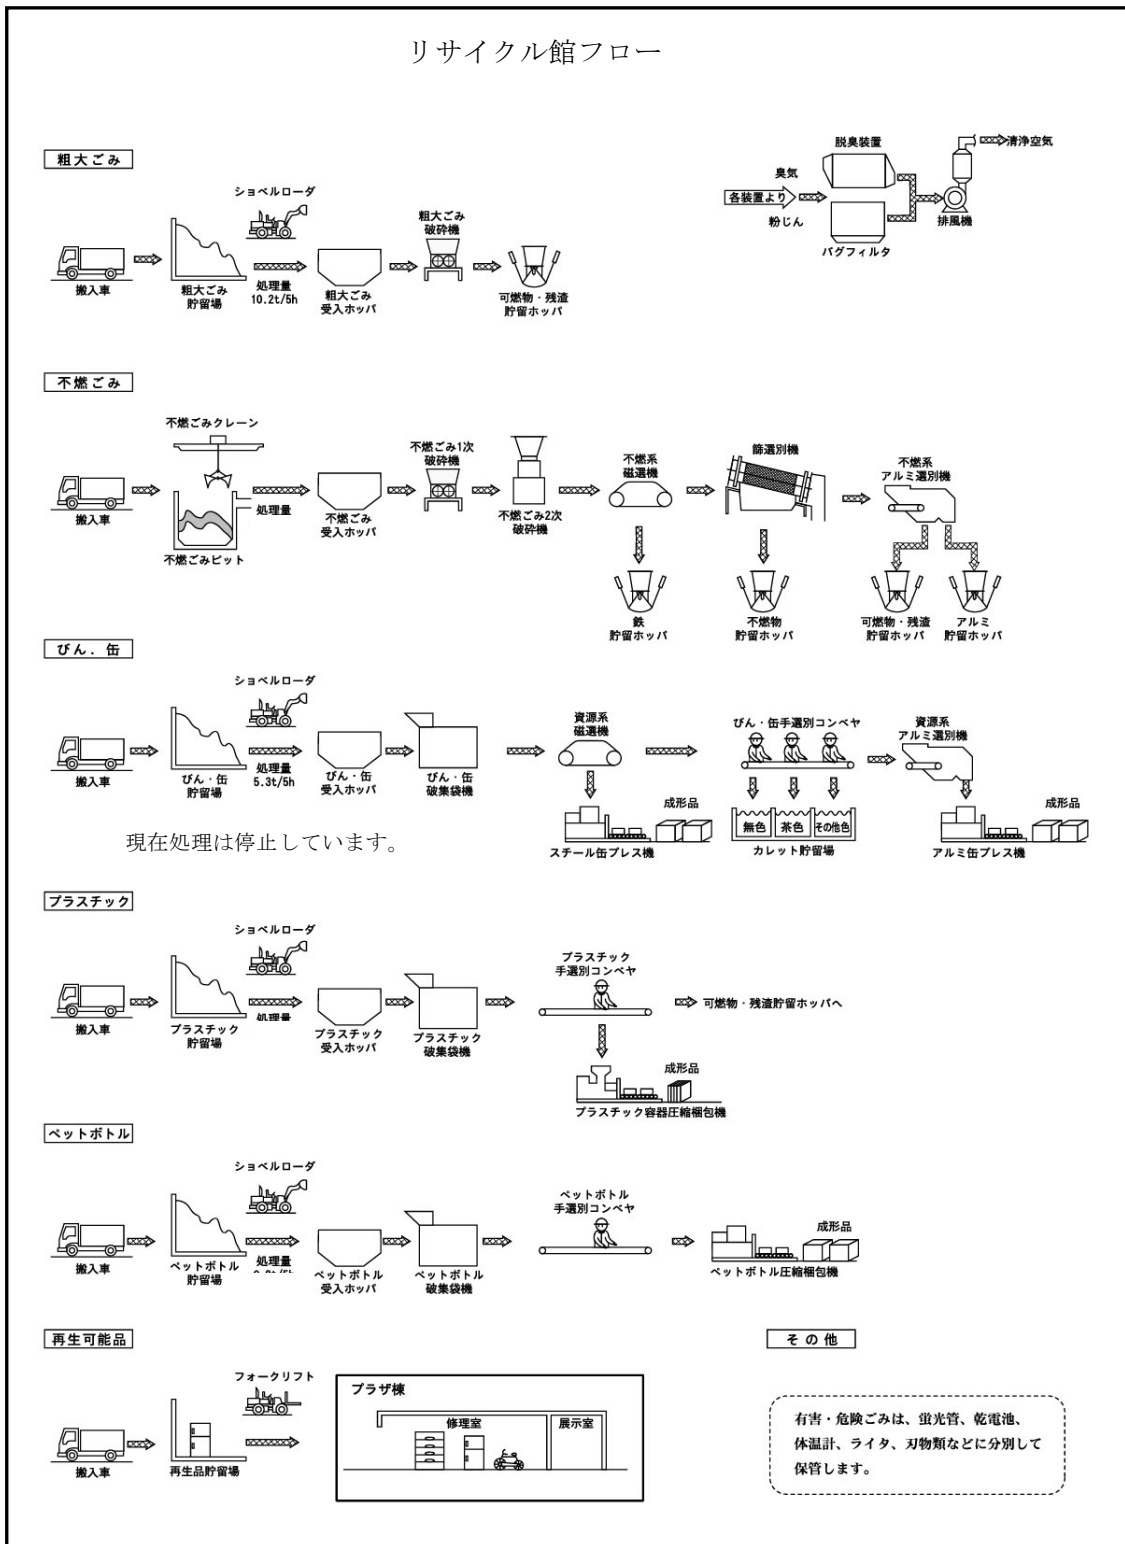 リサイクル館フロー
粗大ごみ
ショベルローダ
搬入車
粗大ごみ
貯留場
処理量
10.2t/5h
粗大ごみ
受入ホッパ
粗大ごみ
破砕機
可燃物・残渣
貯留ホッパ
脱臭装置
臭気
各装置より
粉じん
バグフィルタ
排風機
清浄空気
不燃ごみ
不燃ごみクレーン
搬入車
不燃ごみピット
処理量
不燃ごみ
受入ホッパ
不燃ごみ1次
破砕機
不燃ごみ2次
破砕機
不燃系
磁選機
篩選別機
不燃系
アルミ選別機
鉄
貯留ホッパ
不燃物
貯留ホッパ
可燃物・残渣
貯留ホッパ
アルミ
貯留ホッパ
びん．缶
ショベルローダ
搬入車
びん・缶
貯留場
処理量
5.3t/5h
びん・缶
受入ホッパ
びん・缶
破集袋機
資源系
磁選機
びん・缶手選別コンベヤ
資源系
アルミ選別機
成形品
スチール缶プレス機
無色
茶色
その他色
カレット貯留場
成形品
アルミ缶プレス機
現在処理は停止しています。
プラスチック
ショベルローダ
搬入車
プラスチック
貯留場
処理量
プラスチック
受入ホッパ
プラスチック
破集袋機
プラスチック
手選別コンベヤ
可燃物・残渣貯留ホッパへ
成形品
プラスチック容器圧縮梱包機
ペットボトル
ショベルローダ
搬入車
ペットボトル
貯留場
処理量
ペットボトル
受入ホッパ
ペットボトル
破集袋機
ペットボトル
手選別コンベヤ
成形品
ペットボトル圧縮梱包機
再生可能品
フォークリフト
搬入車
再生品貯留場
プラザ棟
修理室
展示室
その他
有害・危険ごみは、蛍光管、乾電池、
体温計、ライタ、刃物類などに分別して
保管します。